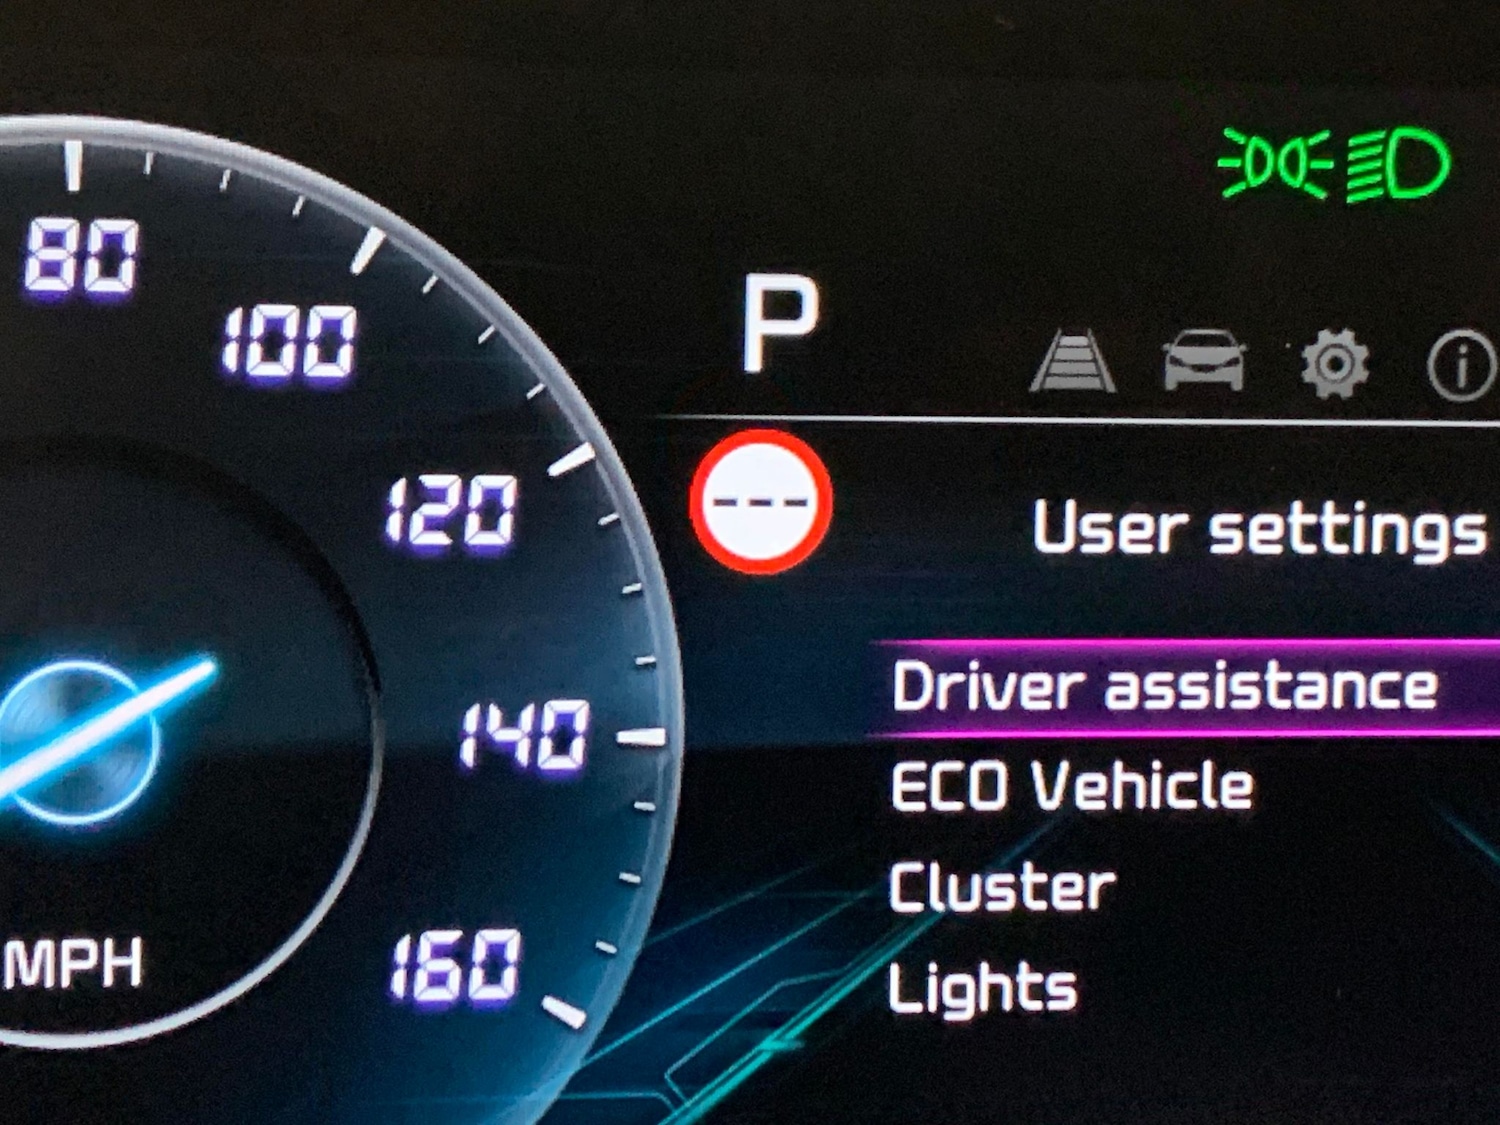 80
100
120
140
160
MPH
P
---
User settings
Driver assistance
ECO Vehicle
Cluster
Lights